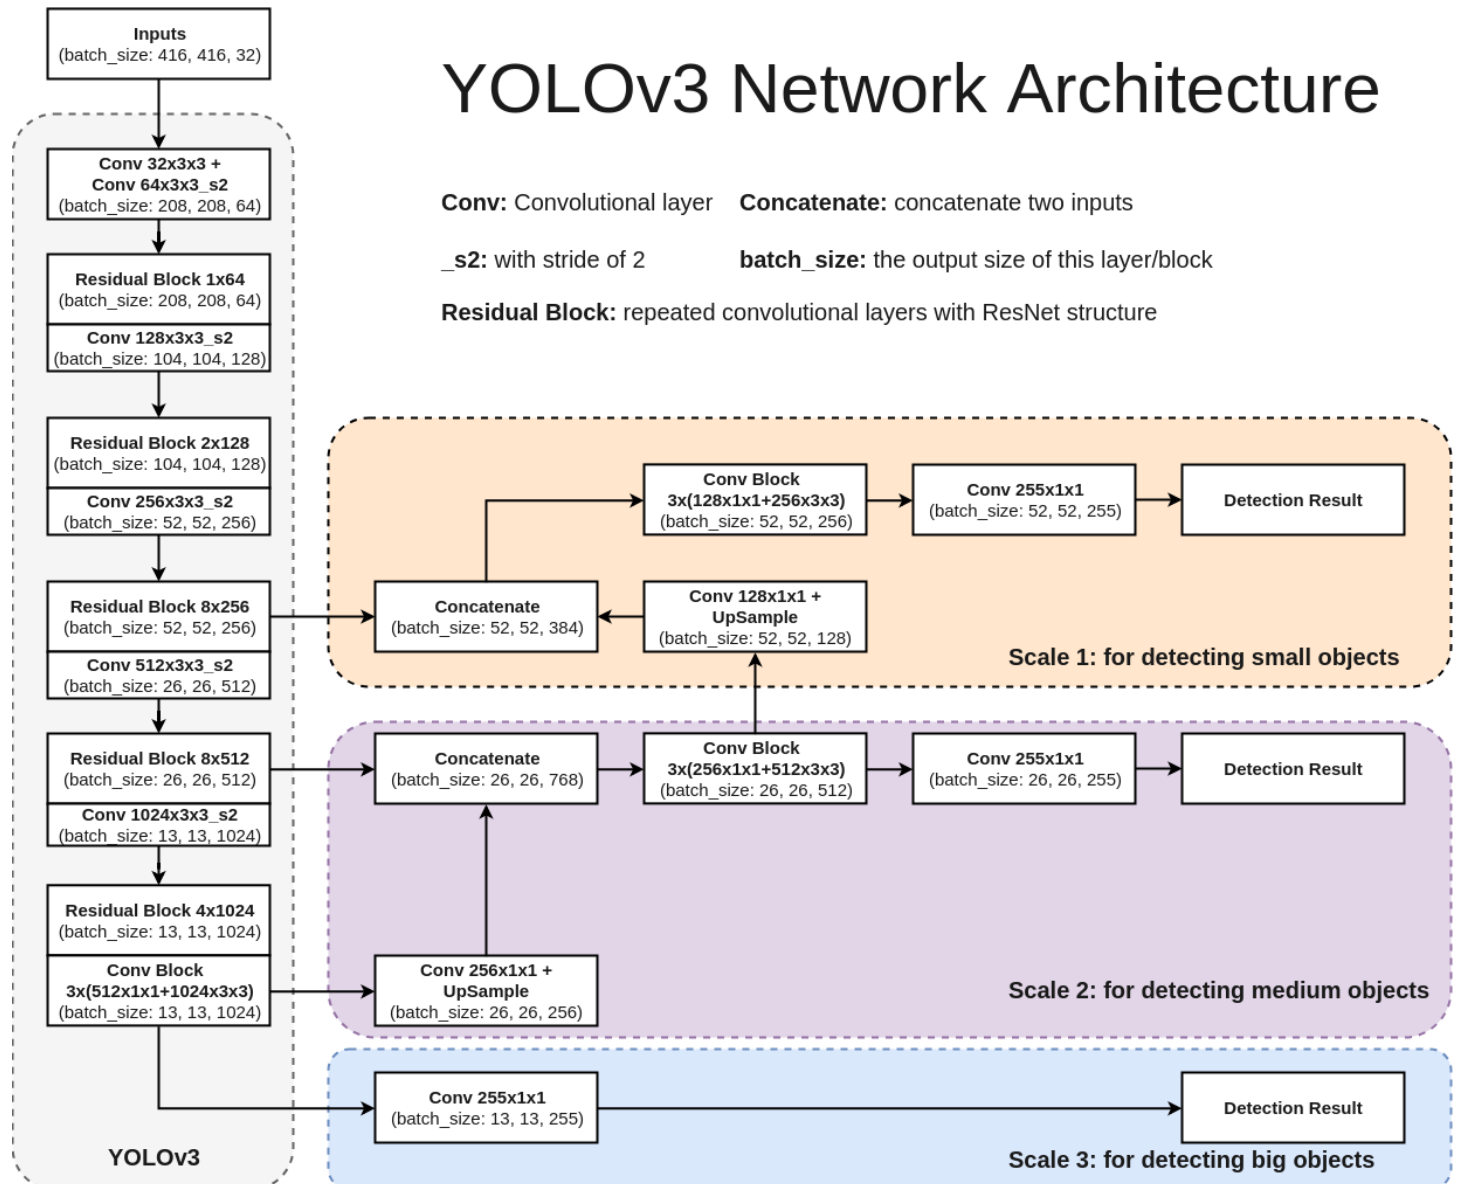 YOLOv3 Network Architecture
Conv: Convolutional layer
Concatenate: concatenate two inputs
_s2: with stride of 2
batch_size: the output size of this layer/block
Residual Block: repeated convolutional layers with ResNet structure
Inputs
(batch_size: 416, 416, 32)
Conv 32x3x3 +
Conv 64x3x3_s2
(batch_size: 208, 208, 64)
Residual Block 1x64
(batch_size: 208, 208, 64)
Conv 128x3x3_s2
(batch_size: 104, 104, 128)
Residual Block 2x128
(batch_size: 104, 104, 128)
Conv 256x3x3_s2
(batch_size: 52, 52, 256)
Residual Block 8x256
(batch_size: 52, 52, 256)
Conv 512x3x3_s2
(batch_size: 26, 26, 512)
Residual Block 8x512
(batch_size: 26, 26, 512)
Conv 1024x3x3_s2
(batch_size: 13, 13, 1024)
Residual Block 4x1024
(batch_size: 13, 13, 1024)
Conv Block
3x(512x1x1+1024x3x3)
(batch_size: 13, 13, 1024)
YOLOv3
Conv Block
3x(128x1x1+256x3x3)
(batch_size: 52, 52, 256)
Conv 255x1x1
(batch_size: 52, 52, 255)
Detection Result
Concatenate
(batch_size: 52, 52, 384)
Conv 128x1x1 +
UpSample
(batch_size: 52, 52, 128)
Scale 1: for detecting small objects
Concatenate
(batch_size: 26, 26, 768)
Conv Block
3x(256x1x1+512x3x3)
(batch_size: 26, 26, 512)
Conv 255x1x1
(batch_size: 26, 26, 255)
Detection Result
Conv 256x1x1 +
UpSample
(batch_size: 26, 26, 256)
Scale 2: for detecting medium objects
Conv 255x1x1
(batch_size: 13, 13, 255)
Detection Result
Scale 3: for detecting big objects